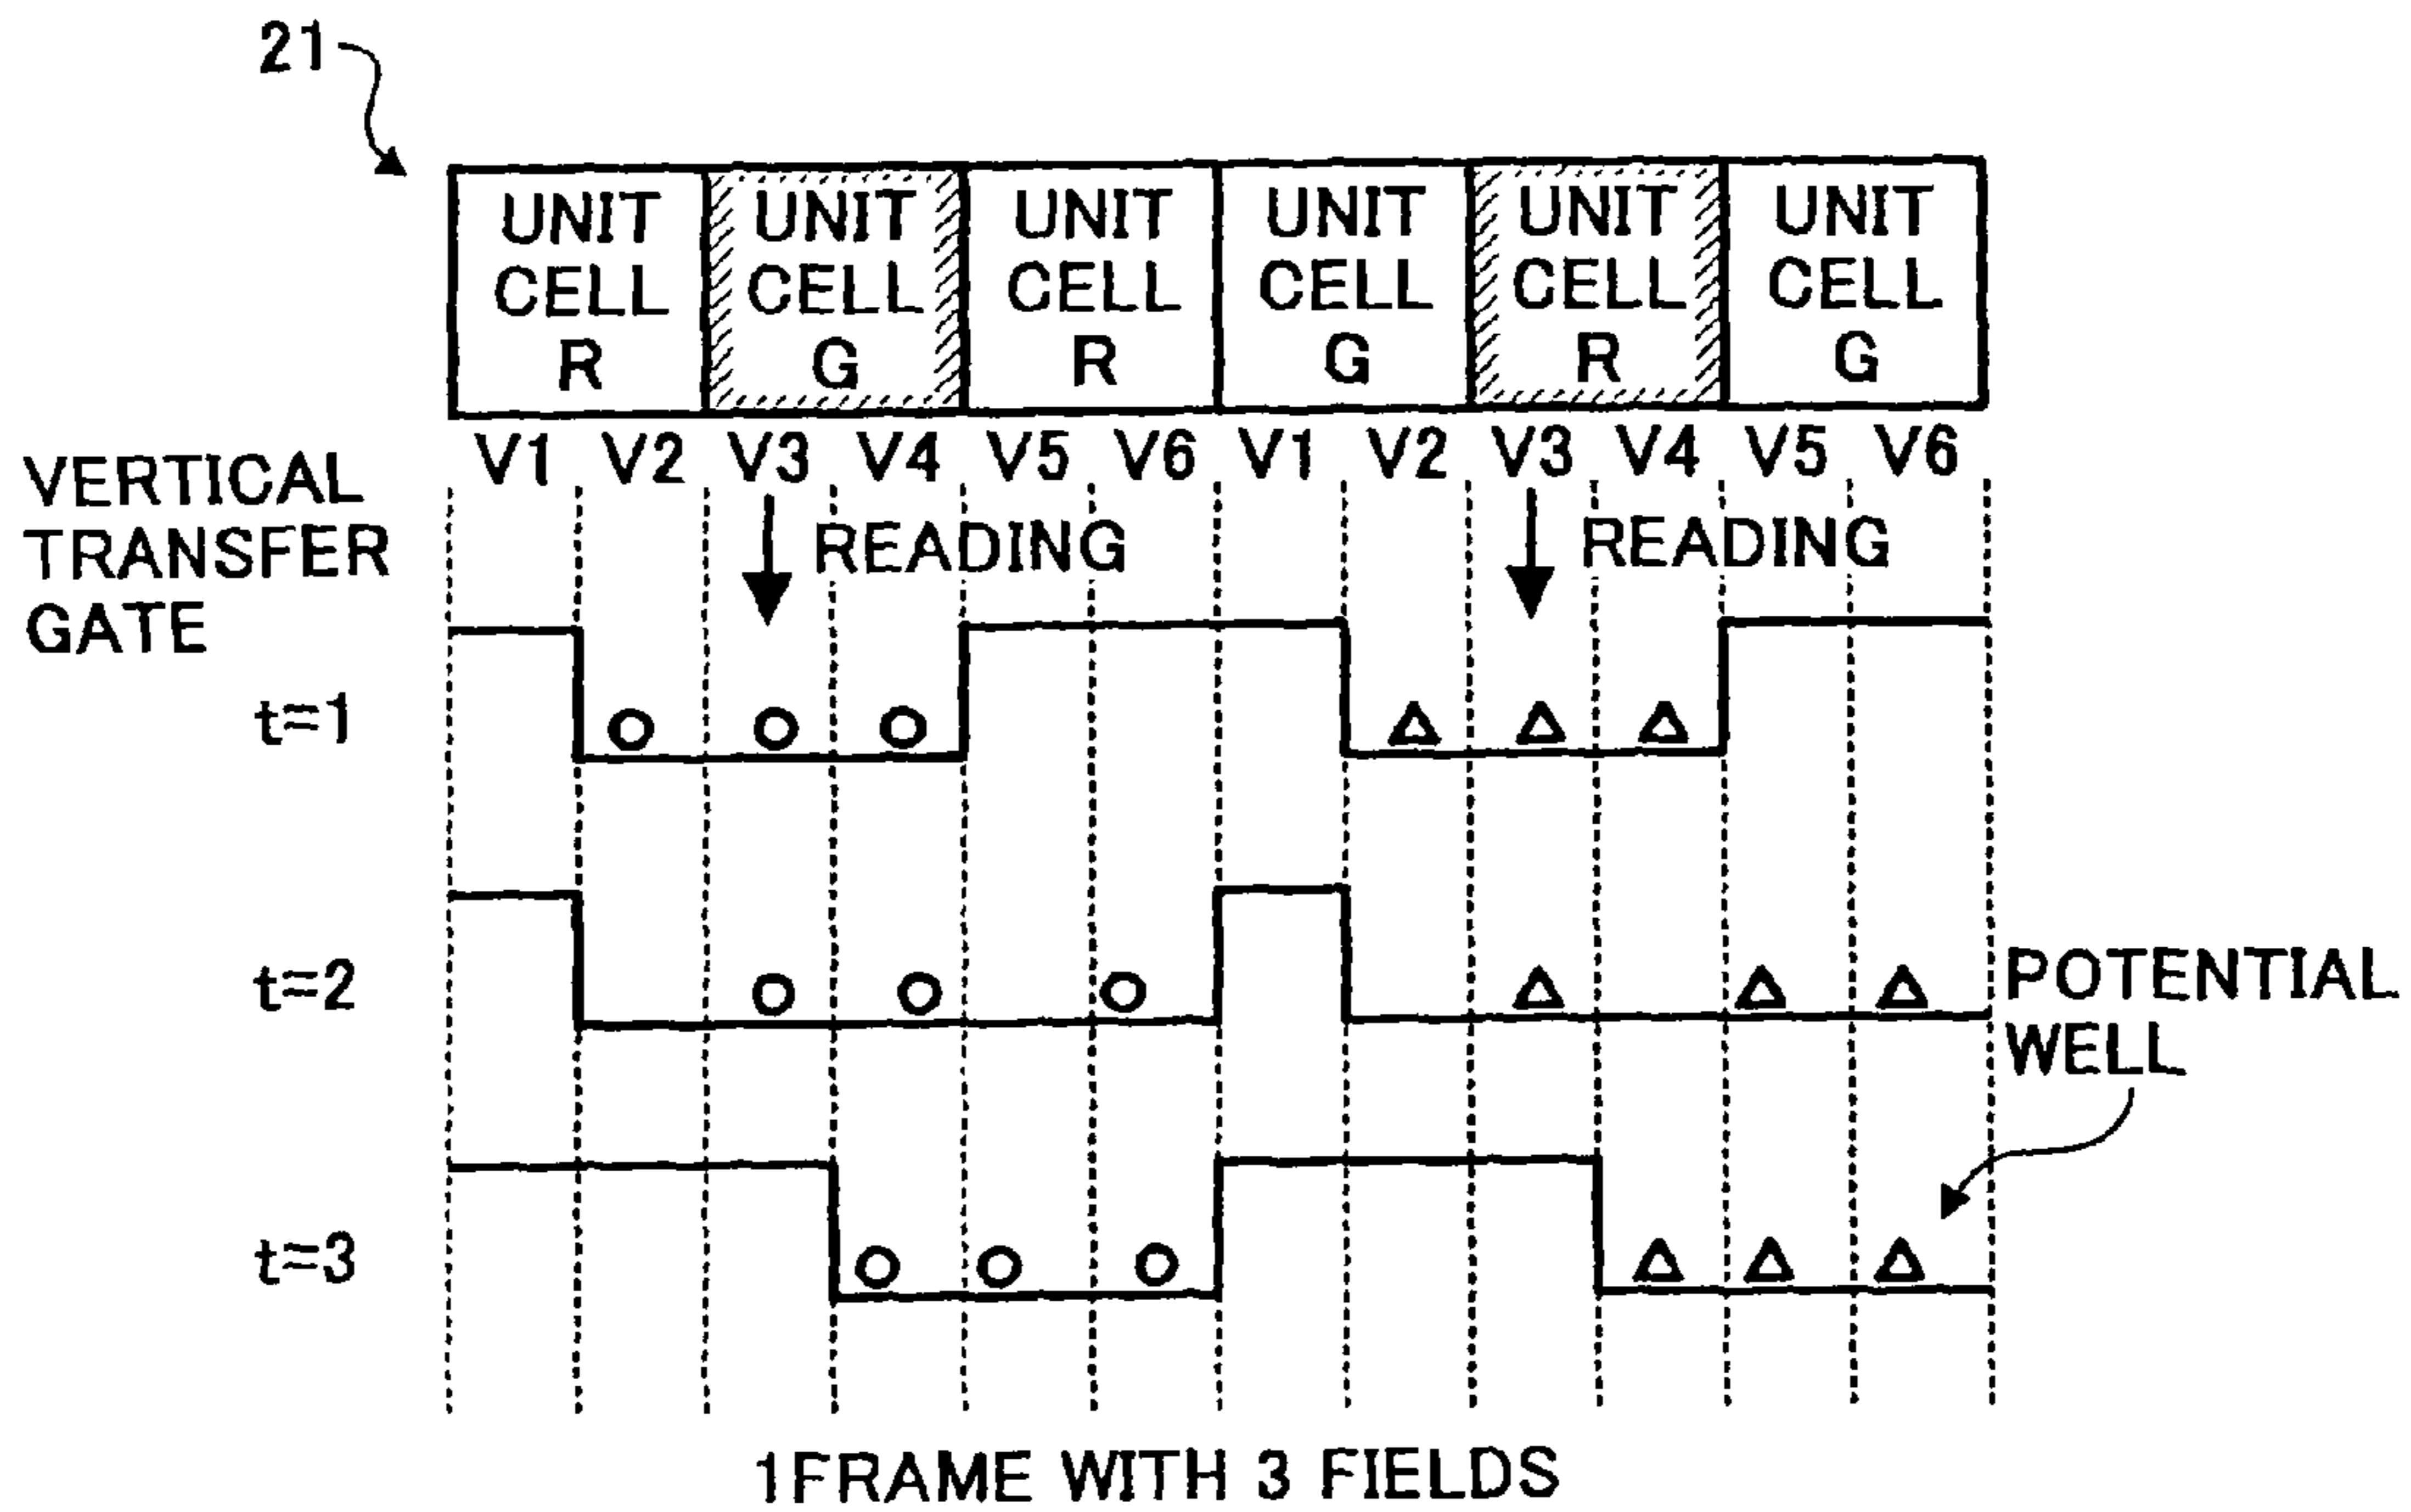 21
UNIT CELL R UNIT CELL G UNIT CELL R UNIT CELL G UNIT CELL R UNIT CELL G
V1 V2 V3 V4 V5 V6 V1 V2 V3 V4 V5 V6
VERTICAL
TRANSFER
GATE
READING READING
t=1
t=2
POTENTIAL
WELL
t=3
1FRAME WITH 3 FIELDS